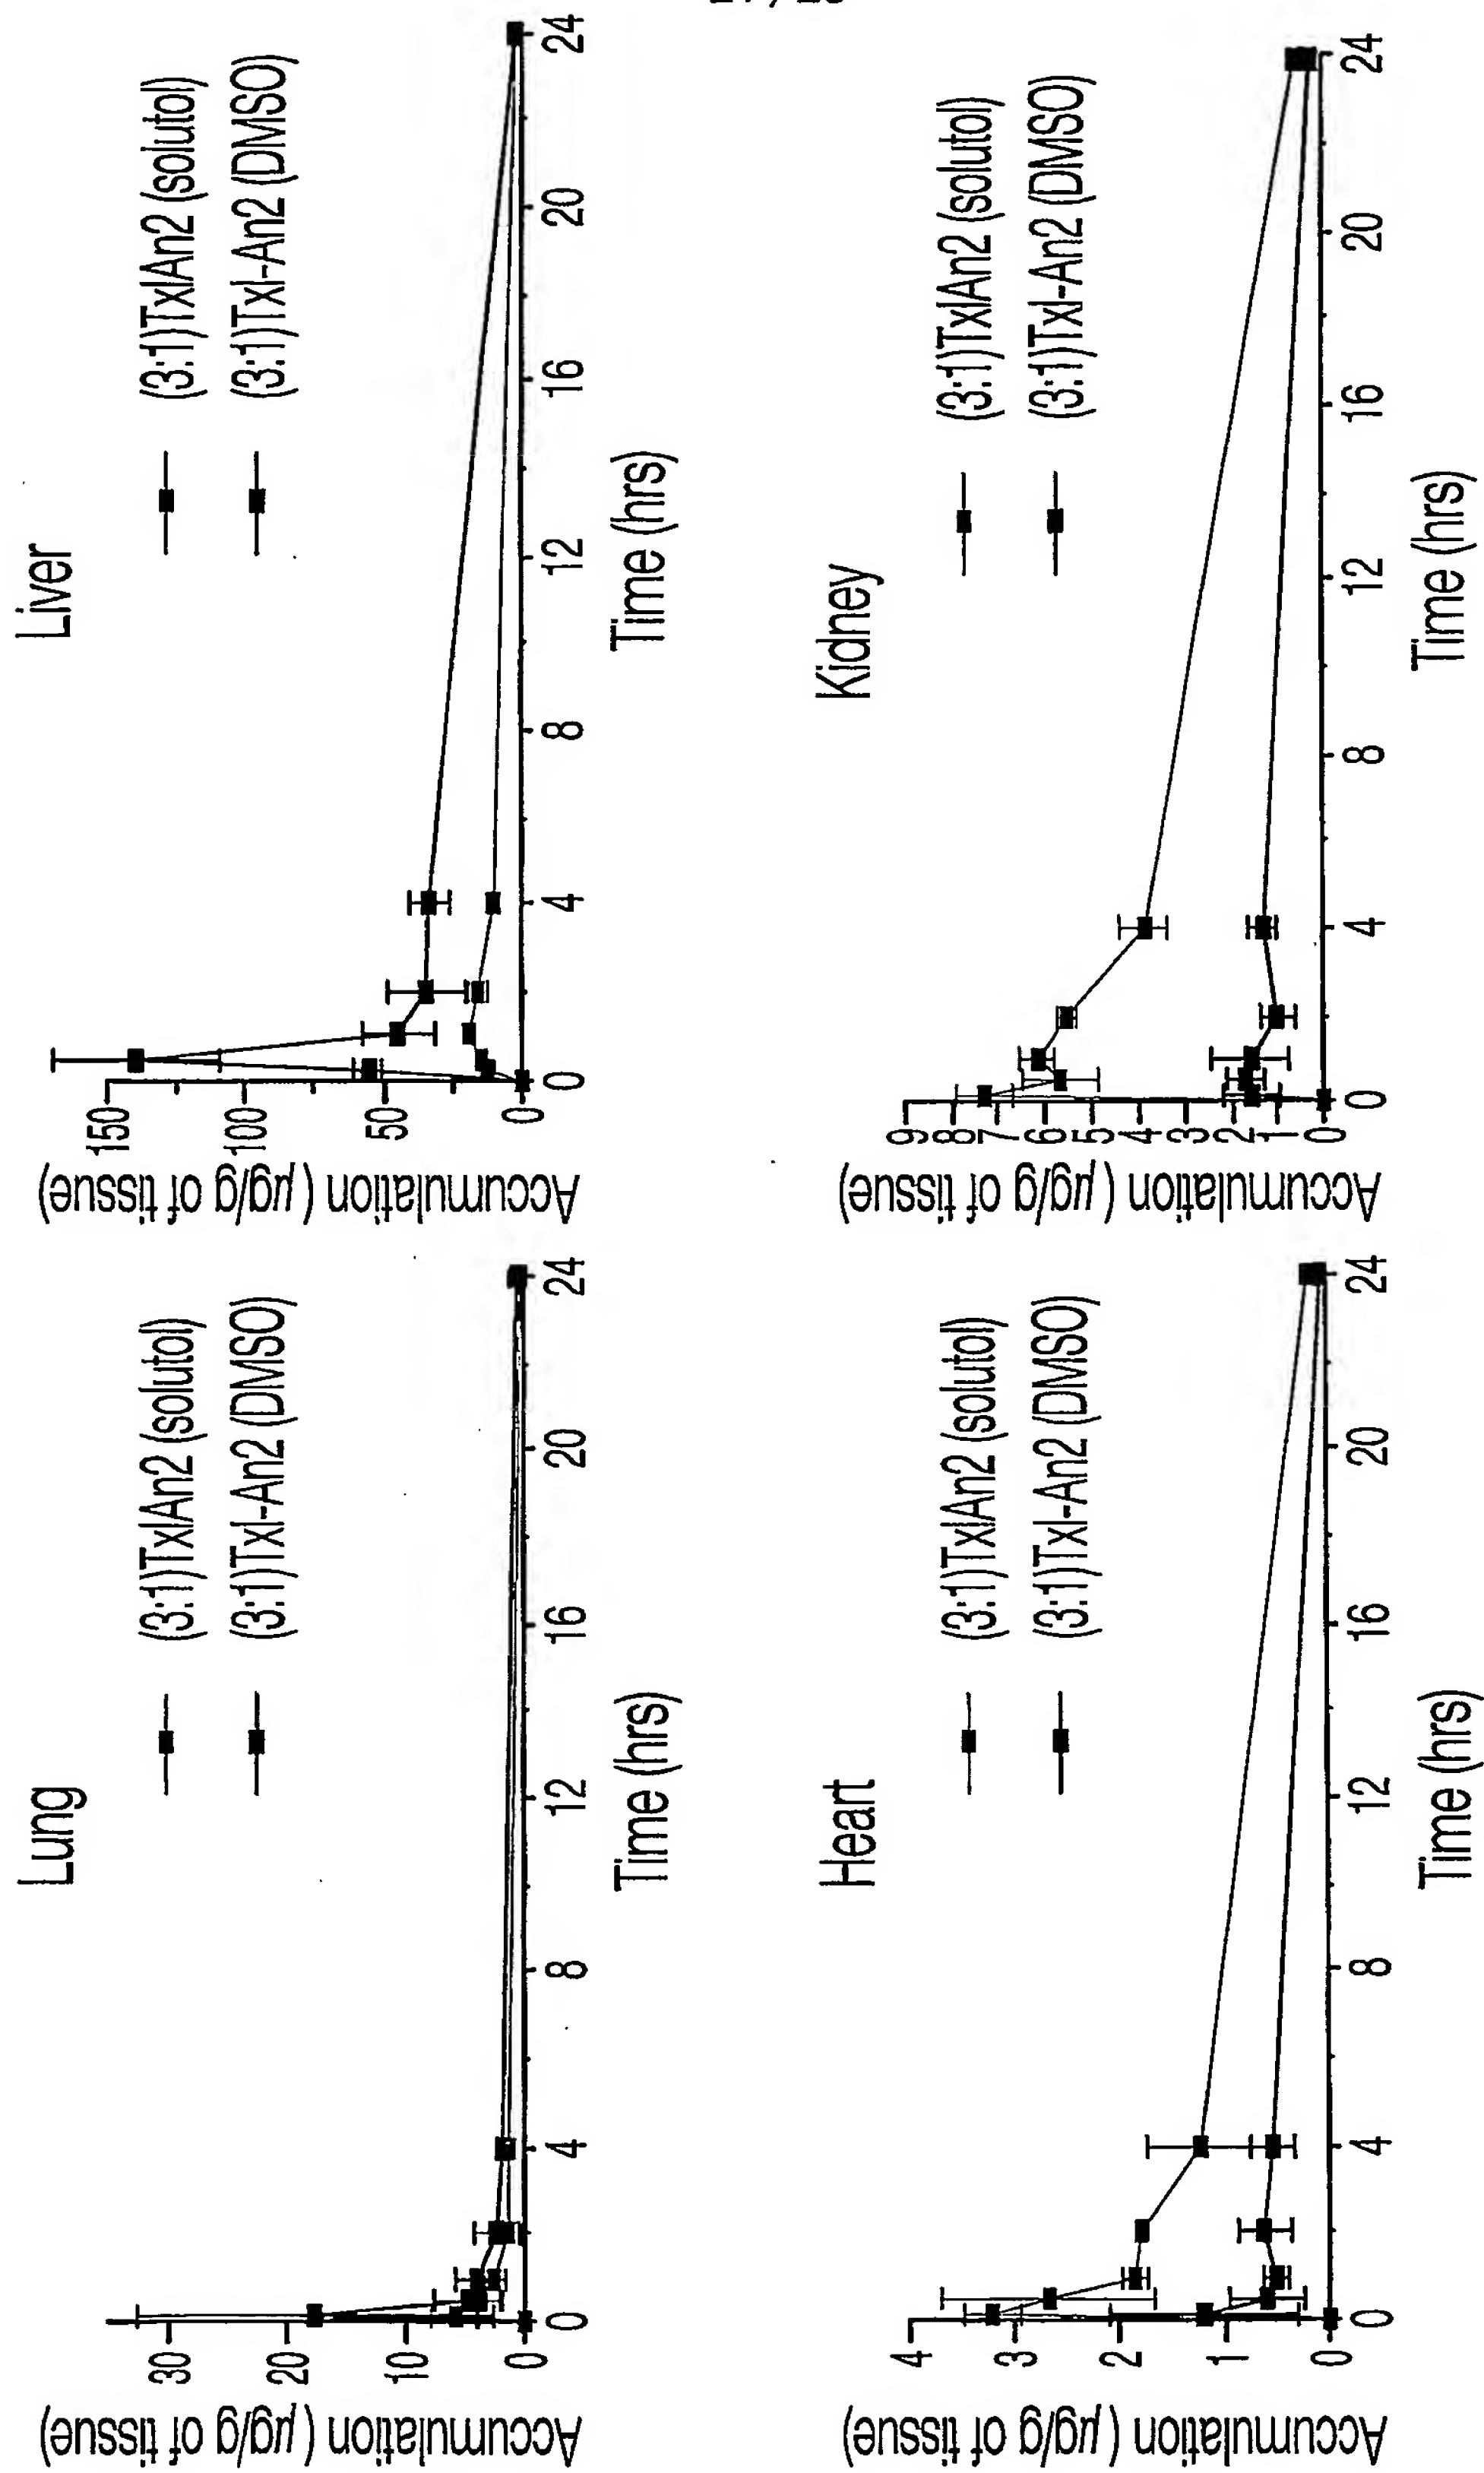 Lung
(3:1)TxlAn2 (solutol)
(3:1)Txl-An2 (DMSO)
Accumulation (µg/g of tissue)
30
20
10
0
0 4 8 12 16 20 24
Time (hrs)
Liver
(3:1)TxlAn2 (solutol)
(3:1)Txl-An2 (DMSO)
Accumulation (µg/g of tissue)
150
100
50
0
0 4 8 12 16 20 24
Time (hrs)
Heart
(3:1)TxlAn2 (solutol)
(3:1)Txl-An2 (DMSO)
Accumulation (µg/g of tissue)
4
3
2
1
0
0 4 8 12 16 20 24
Time (hrs)
Kidney
(3:1)TxlAn2 (solutol)
(3:1)Txl-An2 (DMSO)
Accumulation (µg/g of tissue)
9
8
7
6
5
4
3
2
1
0
0 4 8 12 16 20 24
Time (hrs)